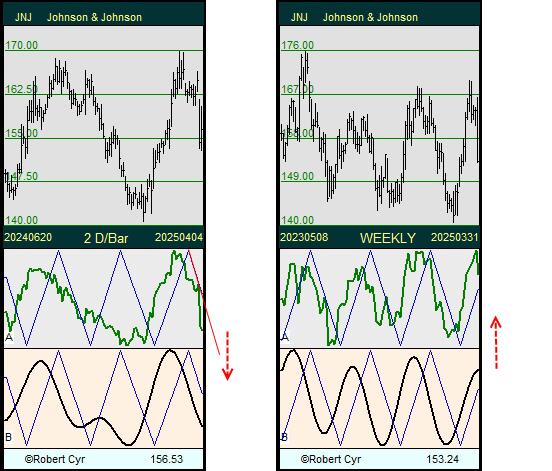 JNJ Johnson & Johnson
170.00
162.50
155.00
147.50
140.00
20240620 2 D/Bar 20250404
A
B
©Robert Cyr 156.53
JNJ Johnson & Johnson
176.00
167.00
158.00
149.00
140.00
20230508 WEEKLY 20250331
A
B
©Robert Cyr 153.24